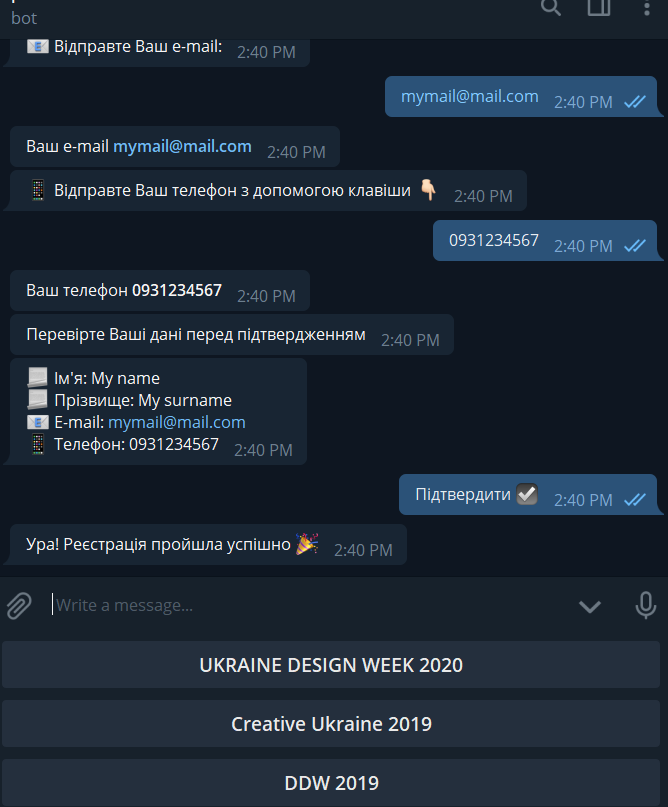 bot
Відправте Ваш e-mail: 2:40 PM
mymail@mail.com 2:40 PM
Ваш e-mail mymail@mail.com 2:40 PM
Відправте Ваш телефон з допомогою клавіши 2:40 PM
0931234567 2:40 PM
Ваш телефон 0931234567 2:40 PM
Перевірте Ваші дані перед підтвердженням 2:40 PM
Ім'я: My name
Прізвище: My surname
E-mail: mymail@mail.com
Телефон: 0931234567 2:40 PM
Підтвердити 2:40 PM
Ура! Реєстрація пройшла успішно 2:40 PM
Write a message...
UKRAINE DESIGN WEEK 2020
Creative Ukraine 2019
DDW 2019